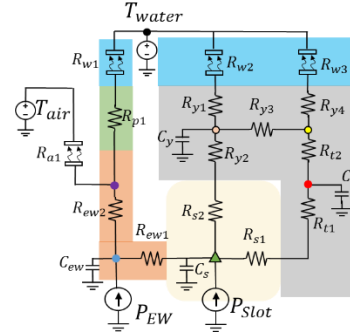 T_water
R_w1
R_w2
R_w3
T_air
R_p1
R_y1
R_y3
R_y4
R_a1
C_y
R_y2
R_t2
C
R_ew2
R_s2
R_ew1
R_s1
R_t1
C_ew
C_s
P_EW
P_Slot